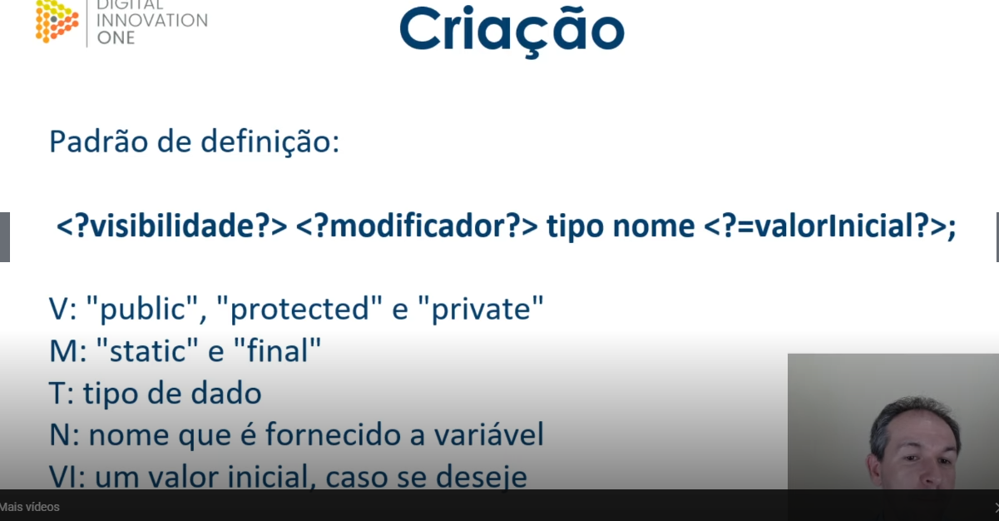 DIGITAL
INNOVATION
ONE
Criação
Padrão de definição:
<?visibilidade?> <?modificador?> tipo nome <?=valorInicial?>;
V: "public", "protected" e "private"
M: "static" e "final"
T: tipo de dado
N: nome que é fornecido a variável
VI: um valor inicial, caso se deseje
Mais vídeos